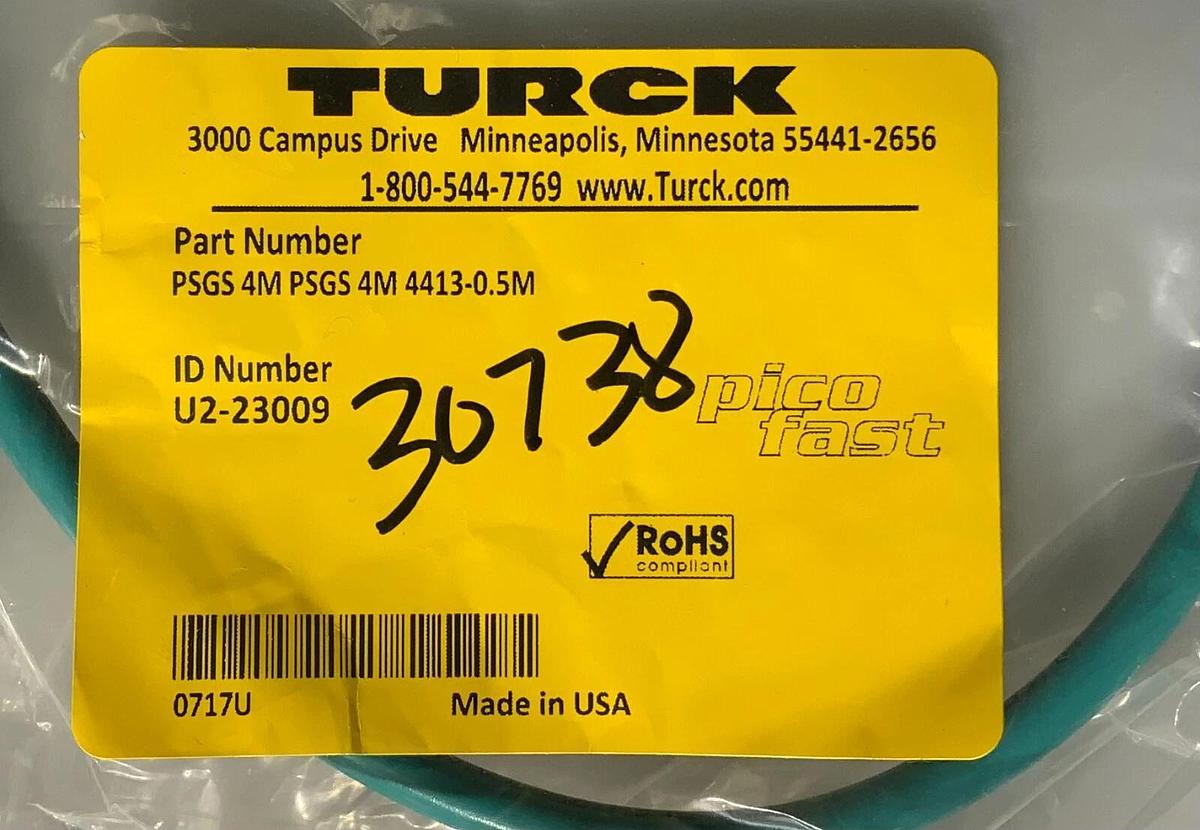 TURCK
3000 Campus Drive Minneapolis, Minnesota 55441-2656
1-800-544-7769 www.Turck.com
Part Number
PSGS 4M PSGS 4M 4413-0.5M
ID Number
U2-23009
30738
pico
fast
RoHS
compliant
0717U Made in USA